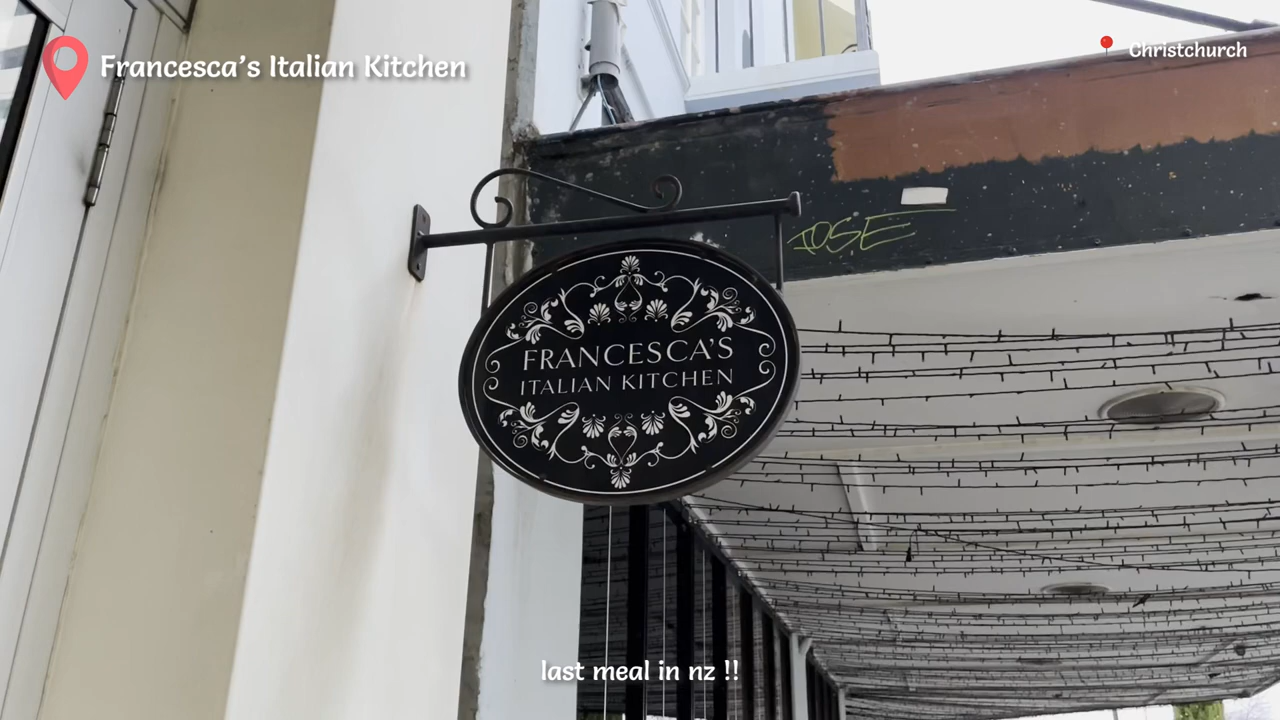 Francesca's Italian Kitchen
Christchurch
JOSE
FRANCESCA'S
ITALIAN KITCHEN
last meal in nz !!